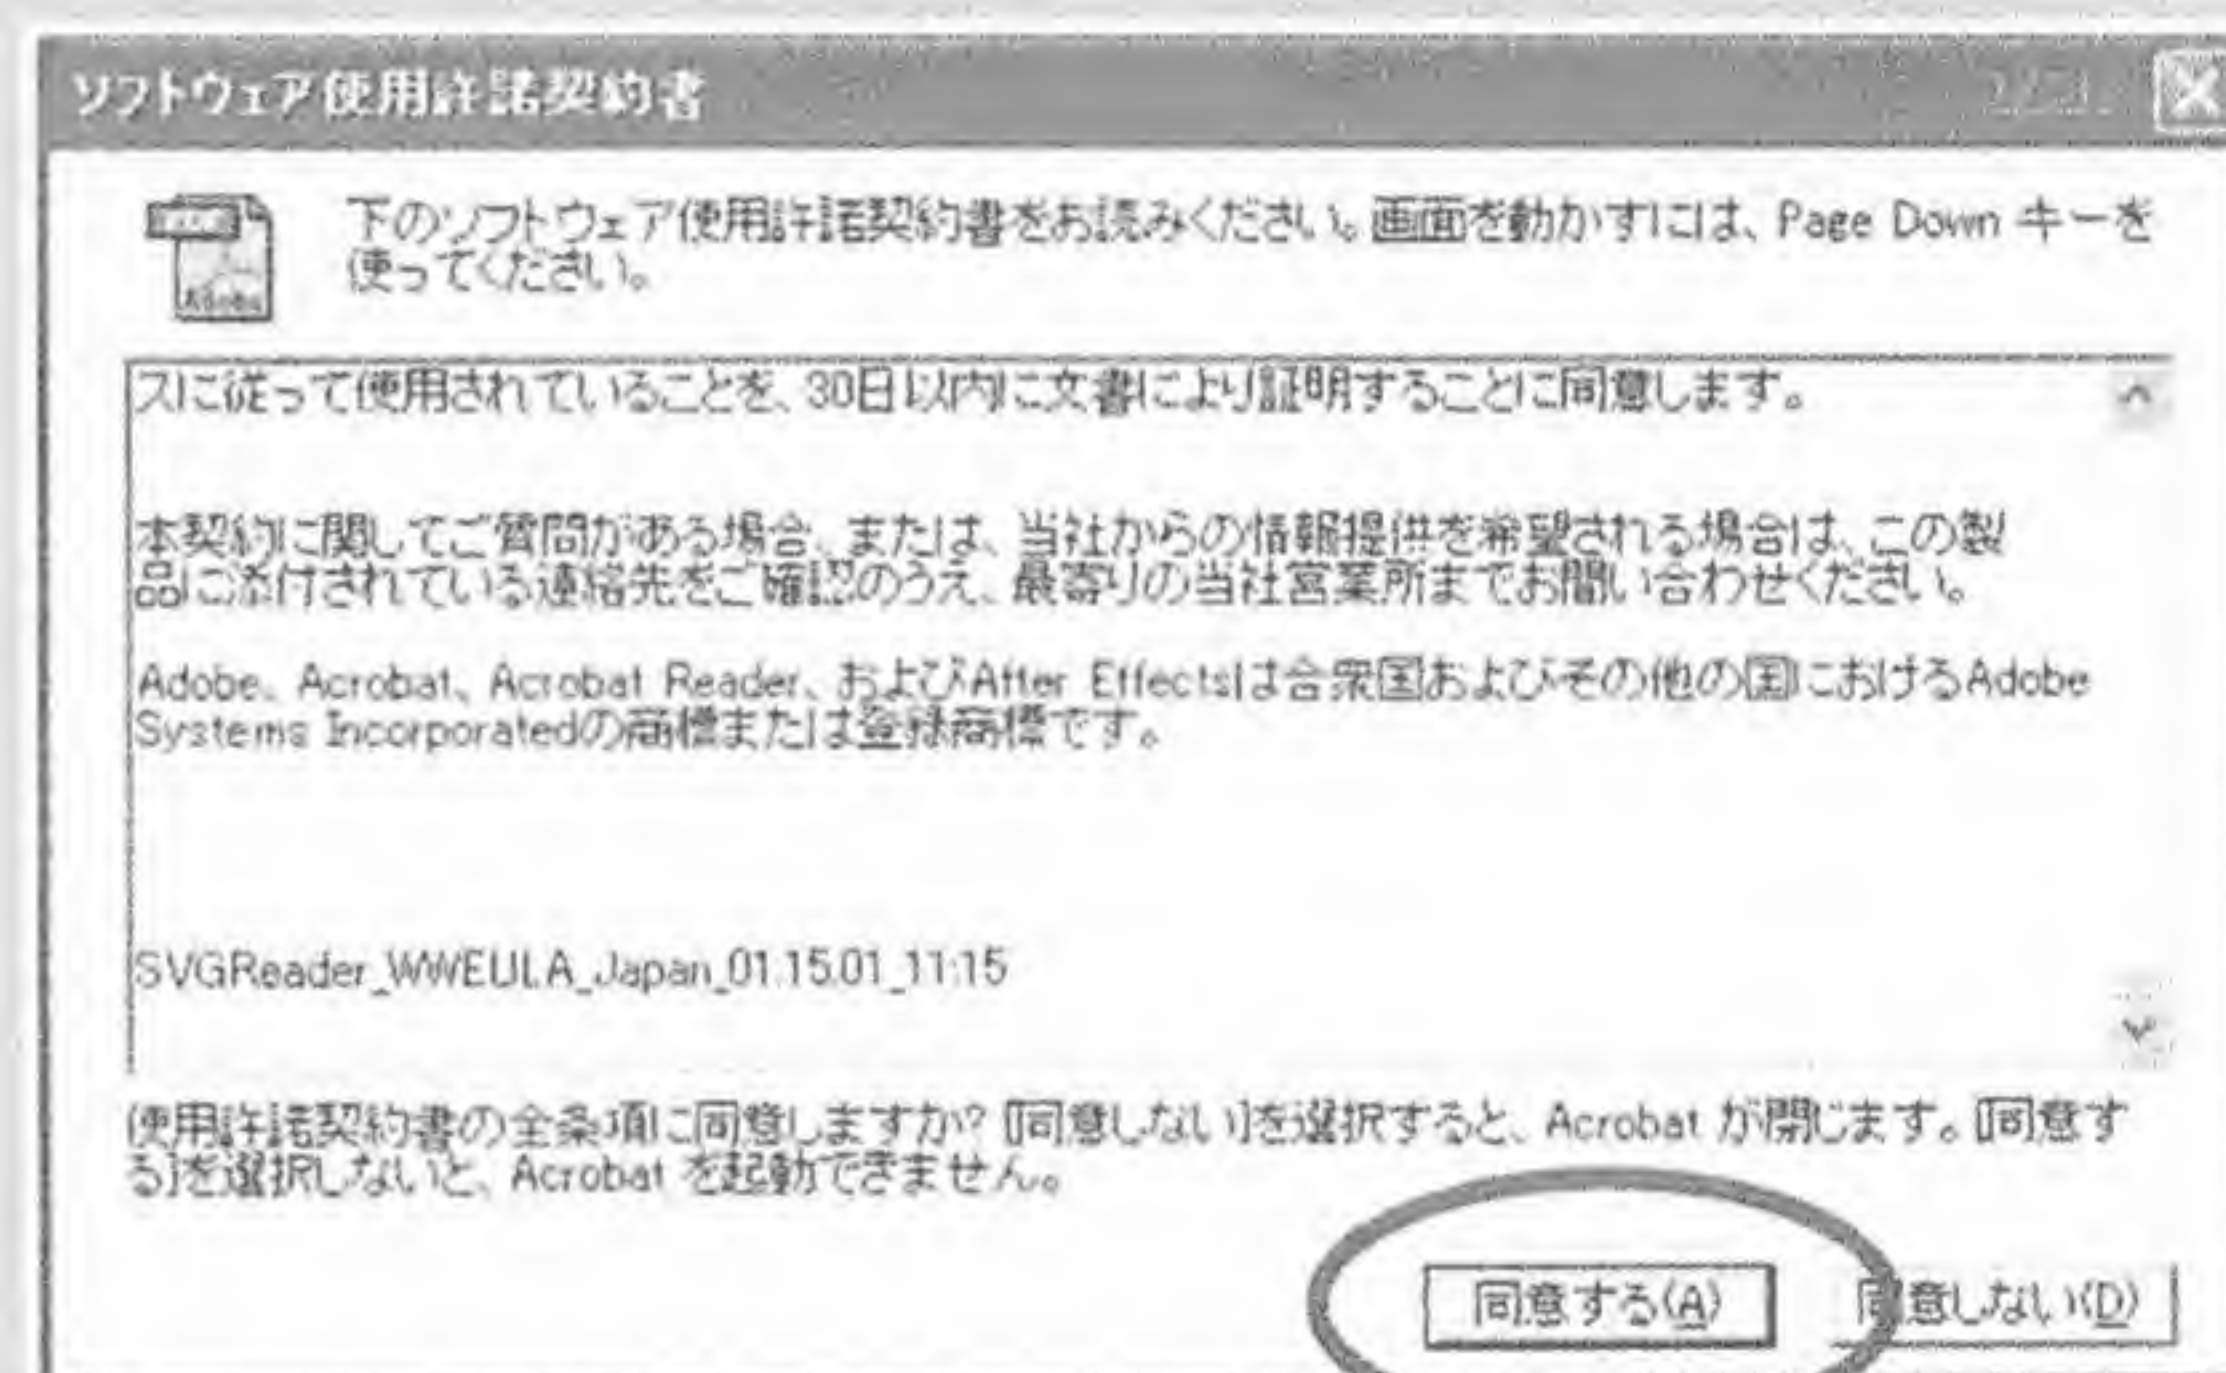 ソフトウェア使用許諾契約書
下のソフトウェア使用許諾契約書をお読みください。画面を動かすには、Page Down キーを
使ってください。
Adobe
スに従って使用されていることを、30日以内に文書により証明することに同意します。
本契約に関してご質問がある場合、または、当社からの情報提供を希望される場合は、この製
品に添付されている連絡先をご確認のうえ、最寄りの当社営業所までお問い合わせください。
Adobe、Acrobat、Acrobat Reader、およびAfter Effectsは合衆国およびその他の国におけるAdobe
Systems Incorporatedの商標または登録商標です。
SVGReader_WWEULA_Japan_01.15.01_11:15
使用許諾契約書の全条項に同意しますか? [同意しない]を選択すると、Acrobat が閉じます。[同意す
る]を選択しないと、Acrobat を起動できません。
同意する(A)
同意しない(D)